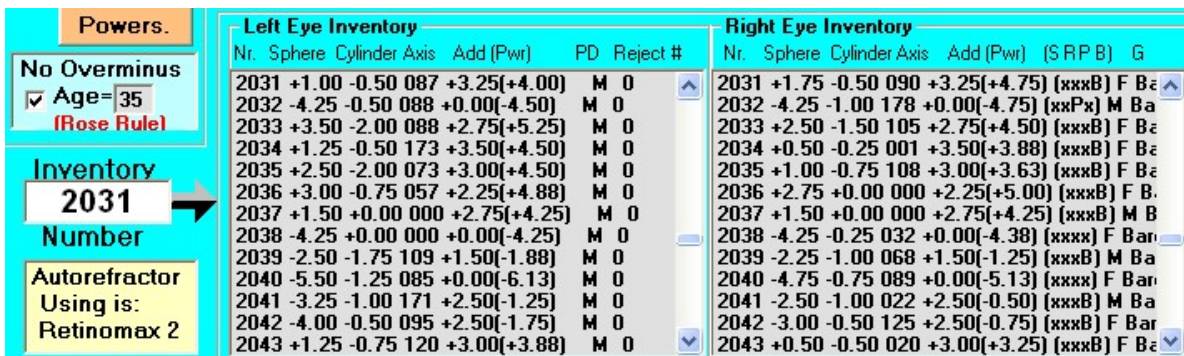 Powers.
No Overminus
Age= 35
(Rose Rule)
Inventory
2031
Number
Autorefractor
Using is:
Retinomax 2
Left Eye Inventory
Nr. Sphere Cylinder Axis Add (Pwr) PD Reject #
2031 +1.00 -0.50 087 +3.25(+4.00) M 0
2032 -4.25 -0.50 088 +0.00(-4.50) M 0
2033 +3.50 -2.00 088 +2.75(+5.25) M 0
2034 +1.25 -0.50 173 +3.50(+4.50) M 0
2035 +2.50 -2.00 073 +3.00(+4.50) M 0
2036 +3.00 -0.75 057 +2.25(+4.88) M 0
2037 +1.50 +0.00 000 +2.75(+4.25) M 0
2038 -4.25 +0.00 000 +0.00(-4.25) M 0
2039 -2.50 -1.75 109 +1.50(-1.88) M 0
2040 -5.50 -1.25 085 +0.00(-6.13) M 0
2041 -3.25 -1.00 171 +2.50(-1.25) M 0
2042 -4.00 -0.50 095 +2.50(-1.75) M 0
2043 +1.25 -0.75 120 +3.00(+3.88) M 0
Right Eye Inventory
Nr. Sphere Cylinder Axis Add (Pwr) (S R P B) G
2031 +1.75 -0.50 090 +3.25(+4.75) (xxxB) F Ba
2032 -4.25 -1.00 178 +0.00(-4.75) (xxPx) M Ba
2033 +2.50 -1.50 105 +2.75(+4.50) (xxxB) F Ba
2034 +0.50 -0.25 001 +3.50(+3.88) (xxxB) F Ba
2035 +1.00 -0.75 108 +3.00(+3.63) (xxxB) F Ba
2036 +2.75 +0.00 000 +2.25(+5.00) (xxxB) F B
2037 +1.50 +0.00 000 +2.75(+4.25) (xxxB) M B
2038 -4.25 -0.25 032 +0.00(-4.38) (xxxx) F Bar
2039 -2.25 -1.00 068 +1.50(-1.25) (xxxB) M Ba
2040 -4.75 -0.75 089 +0.00(-5.13) (xxxx) F Bar
2041 -2.50 -1.00 022 +2.50(-0.50) (xxxB) M Ba
2042 -3.00 -0.50 125 +2.50(-0.75) (xxxB) F Bar
2043 +0.50 -0.50 020 +3.00(+3.25) (xxxB) F Ba